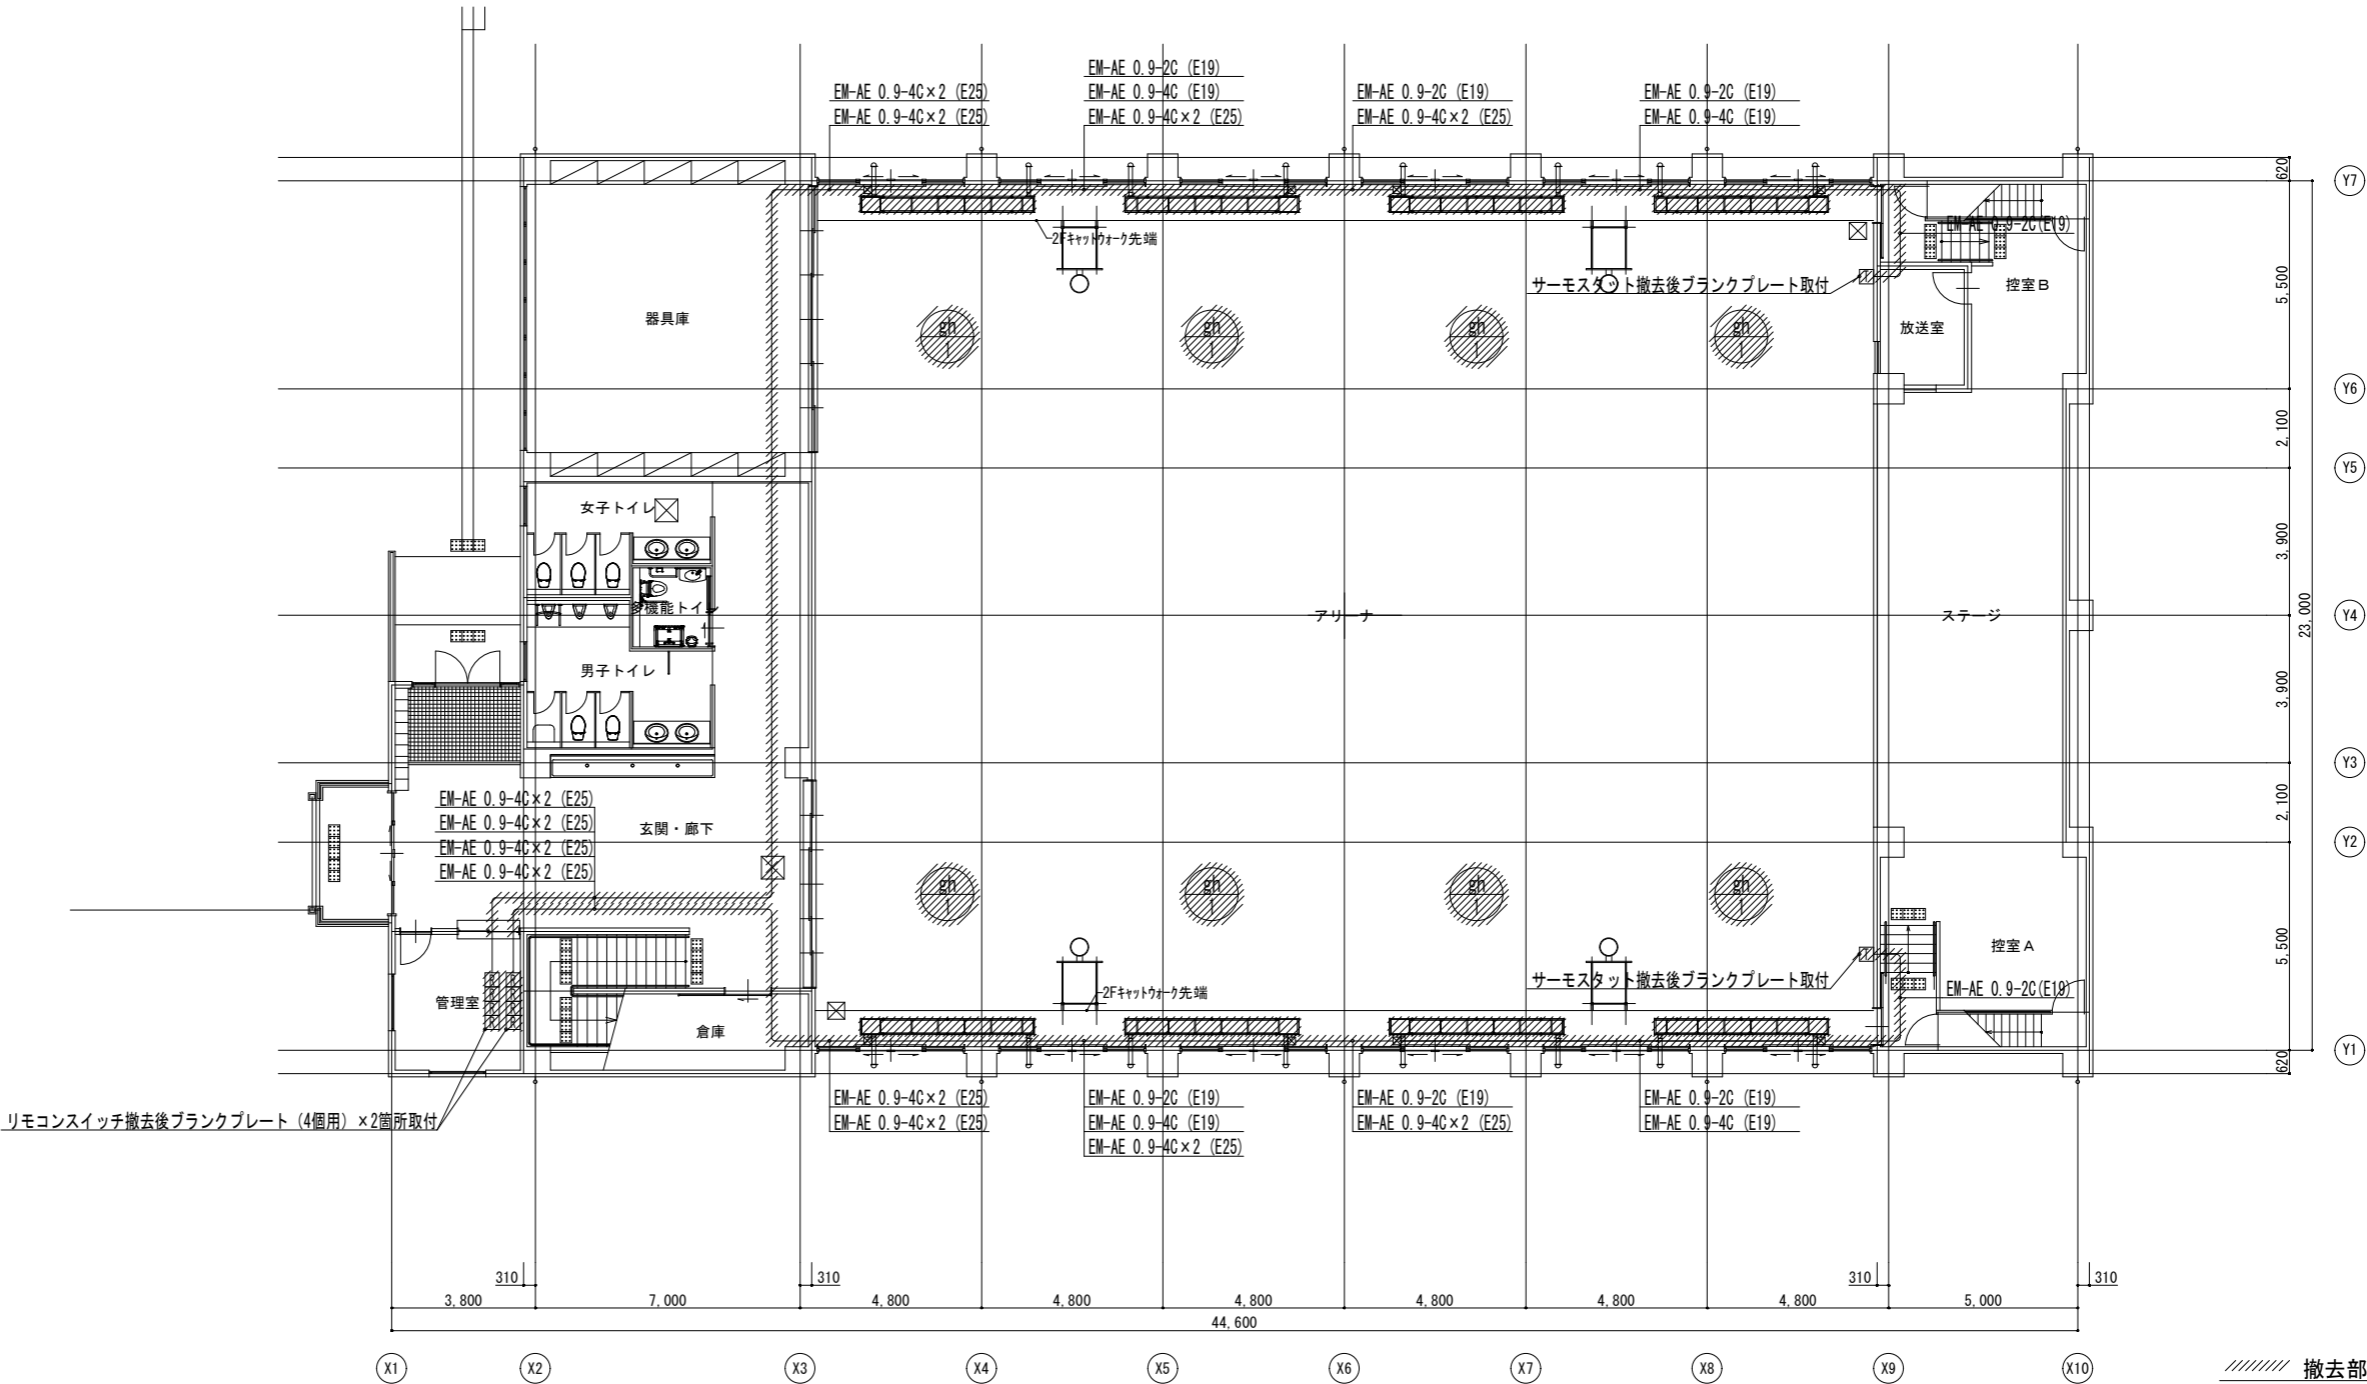 EM-AE 0.9-4C×2 (E25)
EM-AE 0.9-4C×2 (E25)
EM-AE 0.9-2C (E19)
EM-AE 0.9-4C (E19)
EM-AE 0.9-4C×2 (E25)
EM-AE 0.9-2C (E19)
EM-AE 0.9-4C×2 (E25)
EM-AE 0.9-2C (E19)
EM-AE 0.9-4C (E19)
620
Y7
2Fキャットウォーク先端
EM-AE 0.9-2C(E19)
サーモスタット撤去後ブランクプレート取付
控室B
5,500
器具庫
gh
1
gh
1
gh
1
gh
1
放送室
Y6
2,100
Y5
女子トイレ
3,900
多機能トイレ
アリーナ
ステージ
23,000
Y4
男子トイレ
3,900
Y3
EM-AE 0.9-4C×2 (E25)
EM-AE 0.9-4C×2 (E25)
EM-AE 0.9-4C×2 (E25)
EM-AE 0.9-4C×2 (E25)
玄関・廊下
2,100
Y2
gh
1
gh
1
gh
1
gh
1
控室A
5,500
サーモスタット撤去後ブランクプレート取付
EM-AE 0.9-2C(E19)
2Fキャットウォーク先端
管理室
倉庫
Y1
620
リモコンスイッチ撤去後ブランクプレート (4個用) ×2箇所取付
EM-AE 0.9-4C×2 (E25)
EM-AE 0.9-4C×2 (E25)
EM-AE 0.9-2C (E19)
EM-AE 0.9-4C (E19)
EM-AE 0.9-4C×2 (E25)
EM-AE 0.9-2C (E19)
EM-AE 0.9-4C×2 (E25)
EM-AE 0.9-2C (E19)
EM-AE 0.9-4C (E19)
310
310
310
310
3,800
7,000
4,800
4,800
4,800
4,800
4,800
4,800
5,000
44,600
X1
X2
X3
X4
X5
X6
X7
X8
X9
X10
撤去部